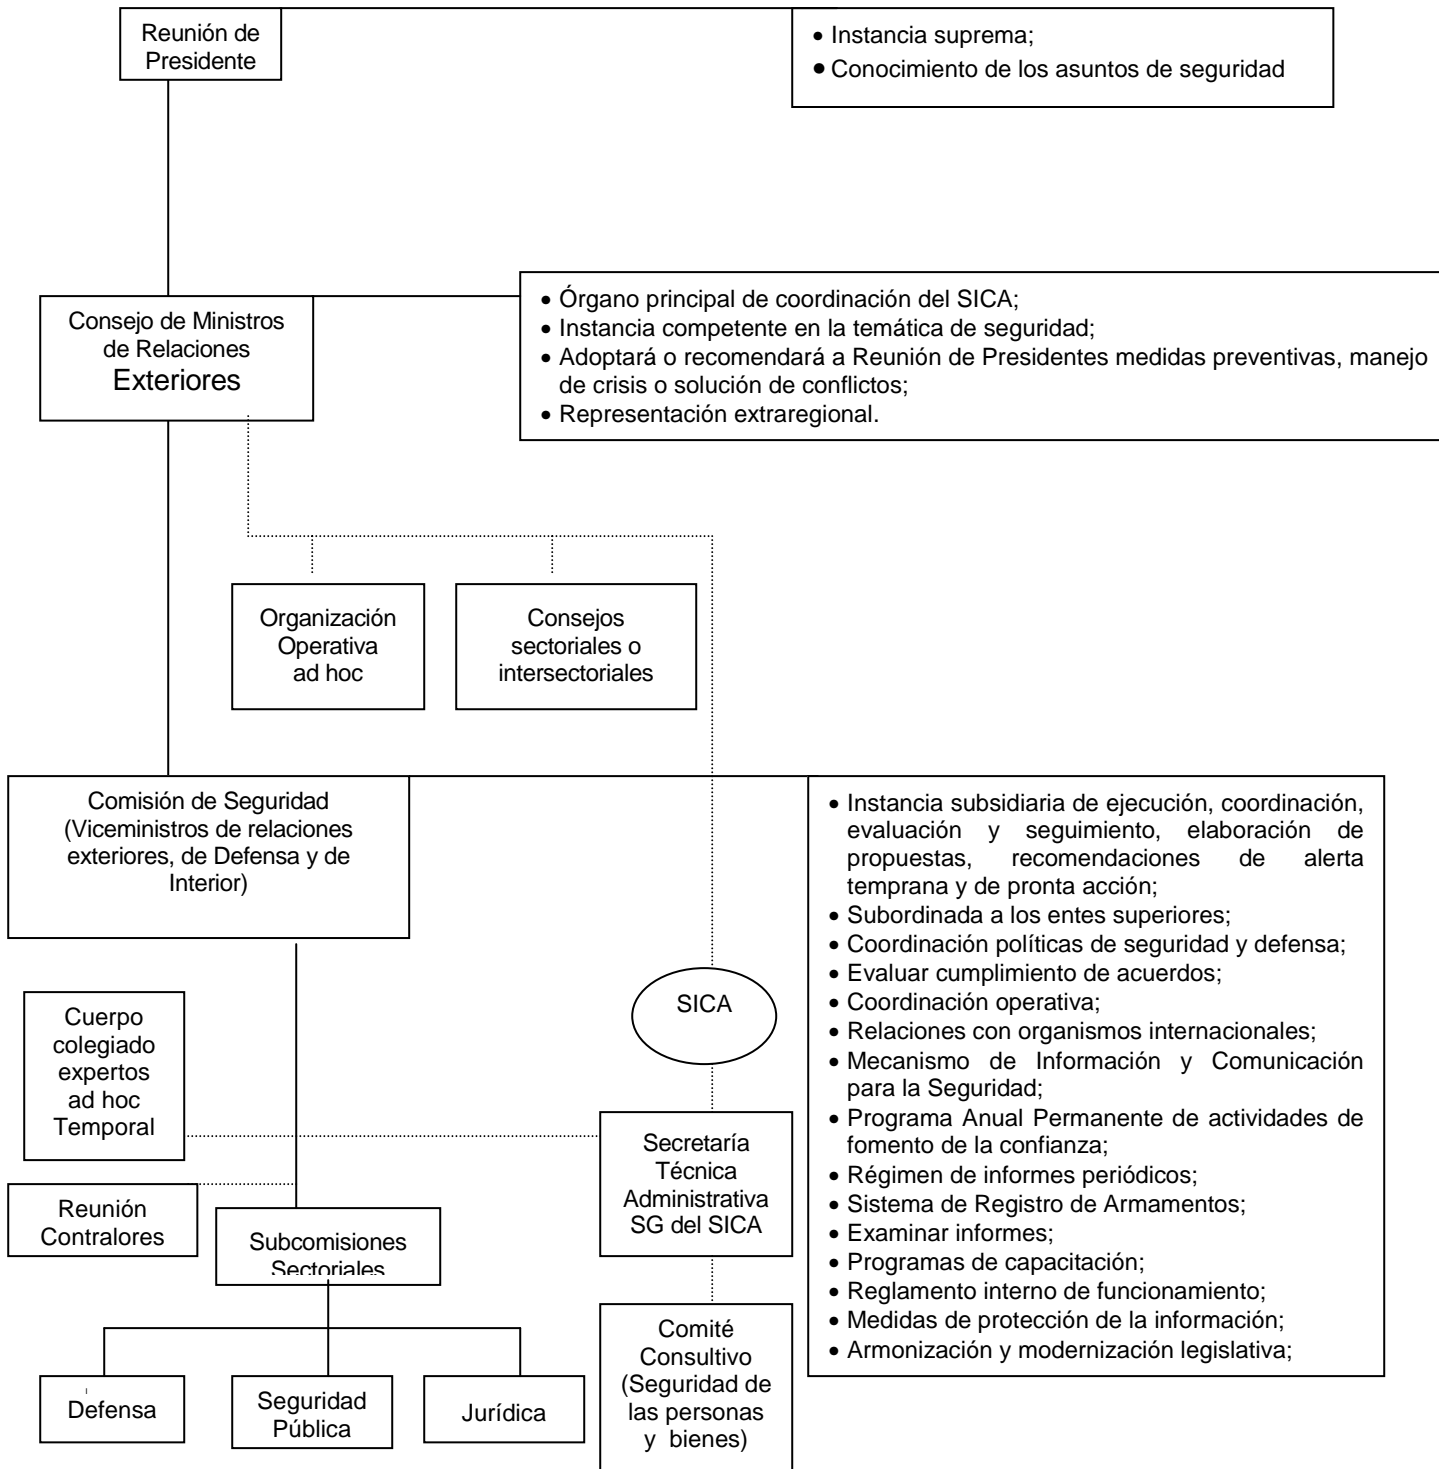 Reunión de
Presidente
• Instancia suprema;
• Conocimiento de los asuntos de seguridad
Consejo de Ministros
de Relaciones
Exteriores
• Órgano principal de coordinación del SICA;
• Instancia competente en la temática de seguridad;
• Adoptará o recomendará a Reunión de Presidentes medidas preventivas, manejo
de crisis o solución de conflictos;
• Representación extraregional.
Organización
Operativa
ad hoc
Consejos
sectoriales o
intersectoriales
Comisión de Seguridad
(Viceministros de relaciones
exteriores, de Defensa y de
Interior)
• Instancia subsidiaria de ejecución, coordinación,
evaluación y seguimiento, elaboración de
propuestas, recomendaciones de alerta
temprana y de pronta acción;
• Subordinada a los entes superiores;
• Coordinación políticas de seguridad y defensa;
• Evaluar cumplimiento de acuerdos;
• Coordinación operativa;
• Relaciones con organismos internacionales;
• Mecanismo de Información y Comunicación
para la Seguridad;
• Programa Anual Permanente de actividades de
fomento de la confianza;
• Régimen de informes periódicos;
• Sistema de Registro de Armamentos;
• Examinar informes;
• Programas de capacitación;
• Reglamento interno de funcionamiento;
• Medidas de protección de la información;
• Armonización y modernización legislativa;
SICA
Cuerpo
colegiado
expertos
ad hoc
Temporal
Secretaría
Técnica
Administrativa
SG del SICA
Reunión
Contralores
Subcomisiones
Sectoriales
Comité
Consultivo
(Seguridad de
las personas
y bienes)
Defensa
Seguridad
Pública
Jurídica